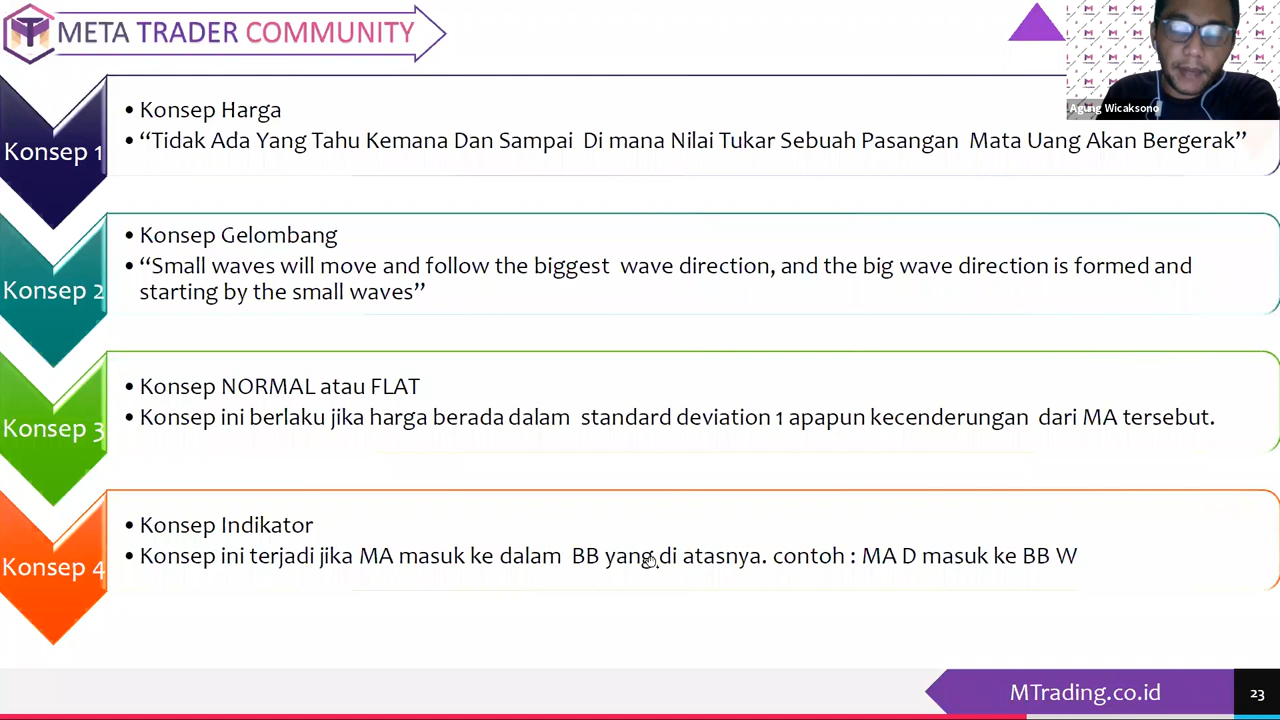 META TRADER COMMUNITY
Agung Wicaksono
Konsep 1
• Konsep Harga
• “Tidak Ada Yang Tahu Kemana Dan Sampai Di mana Nilai Tukar Sebuah Pasangan Mata Uang Akan Bergerak”
Konsep 2
• Konsep Gelombang
• “Small waves will move and follow the biggest wave direction, and the big wave direction is formed and
starting by the small waves”
Konsep 3
• Konsep NORMAL atau FLAT
• Konsep ini berlaku jika harga berada dalam standard deviation 1 apapun kecenderungan dari MA tersebut.
Konsep 4
• Konsep Indikator
• Konsep ini terjadi jika MA masuk ke dalam BB yang di atasnya. contoh : MA D masuk ke BB W
MTrading.co.id
23